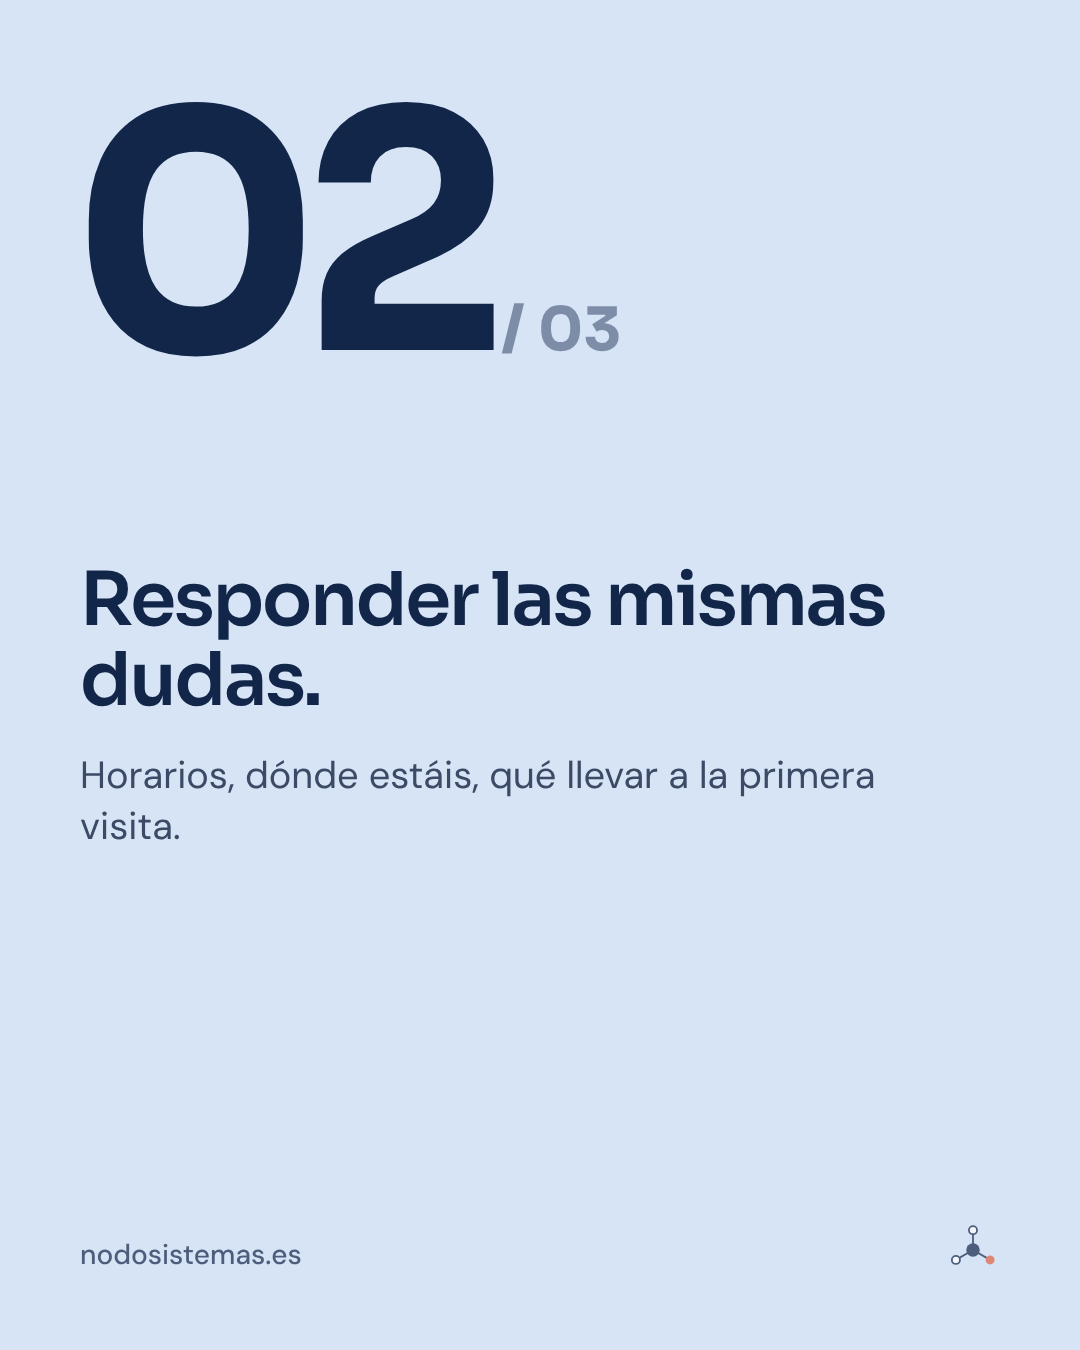 02 / 03
Responder las mismas
dudas.
Horarios, dónde estáis, qué llevar a la primera
visita.
nodosistemas.es